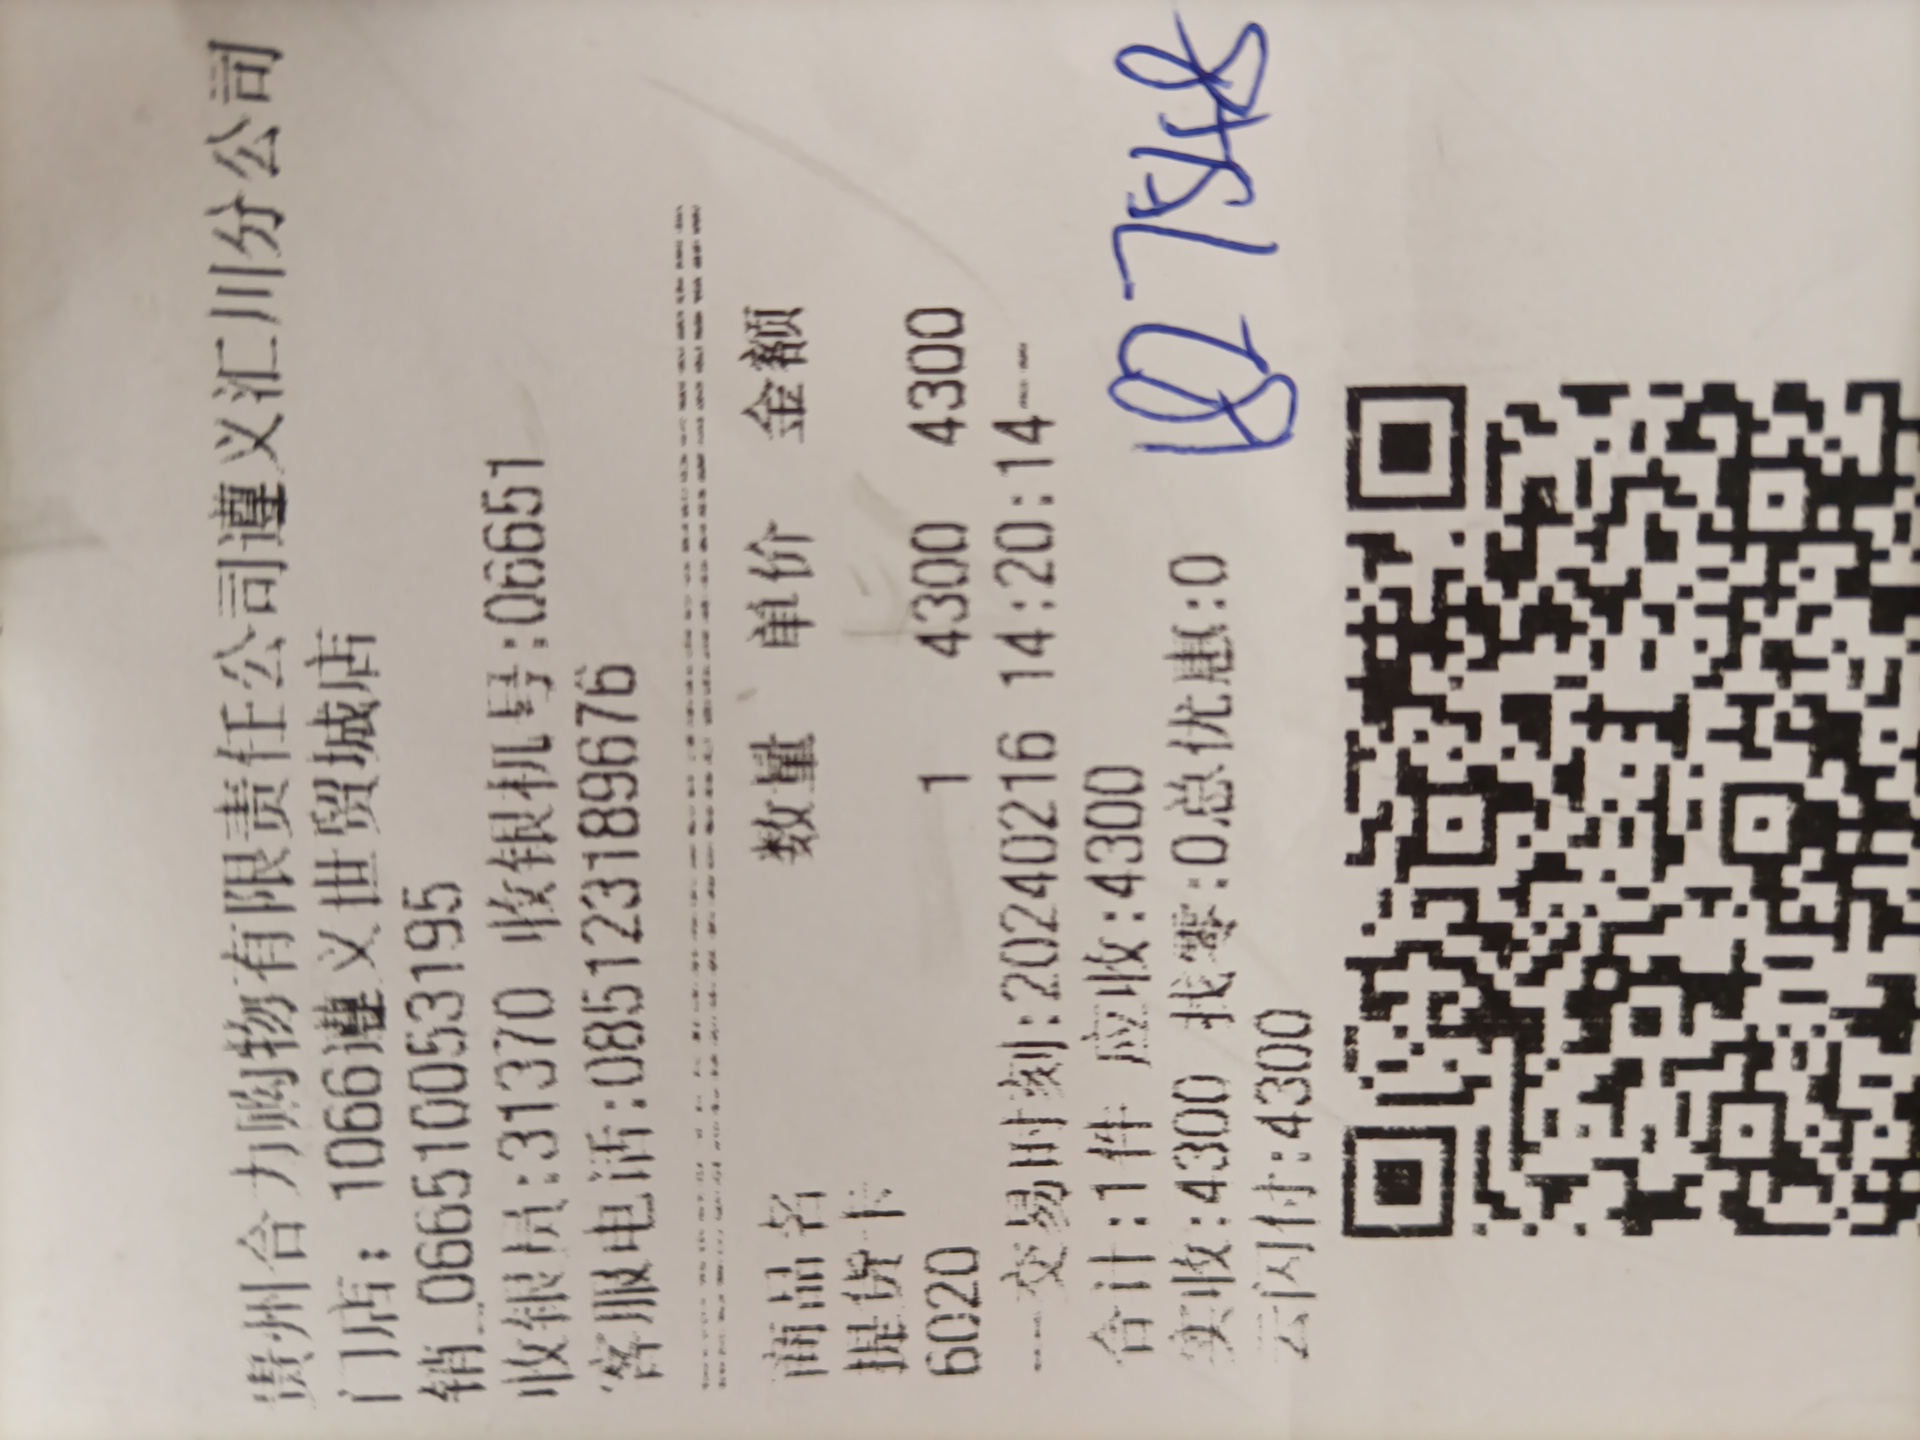 贵州合力购物有限责任公司遵义汇川分公司
门店: 1066遵义世贸城店
销_066510053195
收银员:31370 收银机号:06651
客服电话:085123189676
商品名 数量 单价 金额
提货卡
6020 1 4300 4300
---交易时刻:20240216 14:20:14---
合计:1件 应收:4300
实收:4300 找零:0总优惠:0
云闪付:4300